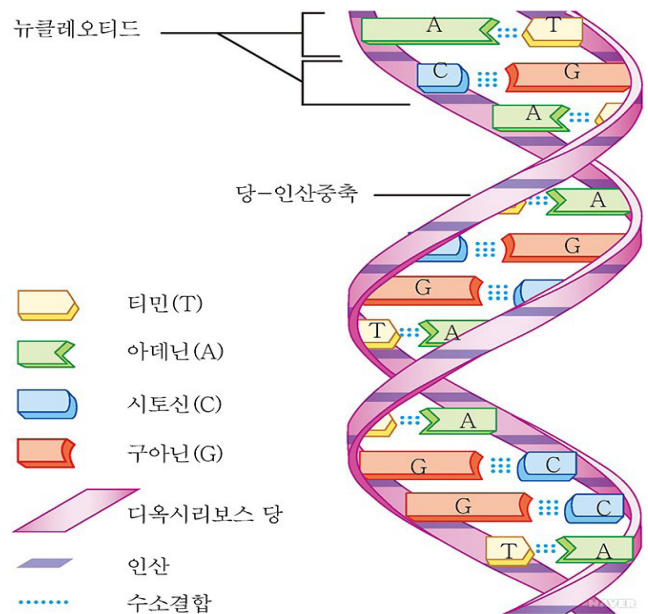 뉴클레오티드
A T
C G
A
당-인산중축
A
G
G
T A
티민(T)
아데닌(A)
시토신(C)
구아닌(G)
디옥시리보스 당
인산
수소결합
A
G C
G C
T A
NAVER